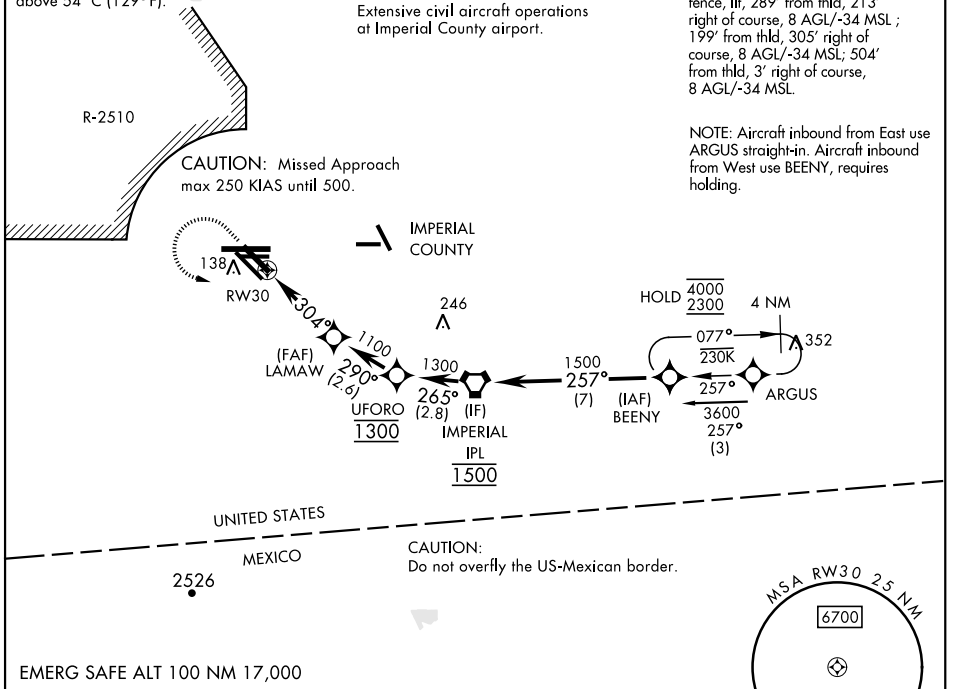 above 54°C (129°F).
Extensive civil aircraft operations
at Imperial County airport.
fence, llf, 289' from thld, 213'
right of course, 8 AGL/-34 MSL ;
199' from thld, 305' right of
course, 8 AGL/-34 MSL; 504'
from thld, 3' right of course,
8 AGL/-34 MSL.
NOTE: Aircraft inbound from East use
ARGUS straight-in. Aircraft inbound
from West use BEENY, requires
holding.
R-2510
CAUTION: Missed Approach
max 250 KIAS until 500.
IMPERIAL
COUNTY
138
RW30
304°
(FAF)
LAMAW
1100
290°
(2.6)
UFORO
1300
246
1300
265°
(2.8)
(IF)
IMPERIAL
IPL
1500
1500
257°
(7)
HOLD 4000
2300
4 NM
077°
230K
352
257°
(IAF)
BEENY
ARGUS
3600
257°
(3)
UNITED STATES
MEXICO
2526
CAUTION:
Do not overfly the US-Mexican border.
MSA RW30 25 NM
6700
EMERG SAFE ALT 100 NM 17,000